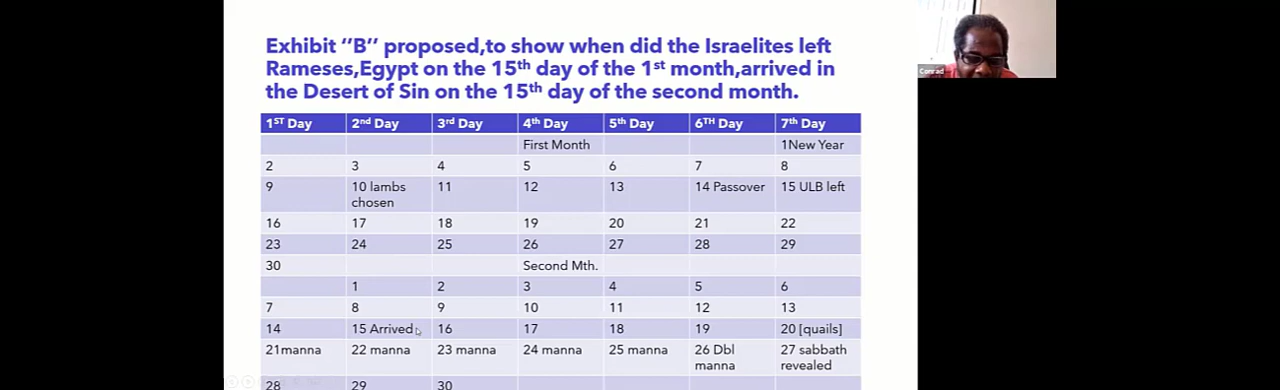 Exhibit "B" proposed,to show when did the Israelites left
Rameses,Egypt on the 15th day of the 1st month,arrived in
the Desert of Sin on the 15th day of the second month.
Conrad
1ST Day 2nd Day 3rd Day 4th Day 5th Day 6TH Day 7th Day
First Month 1New Year
2 3 4 5 6 7 8
9 10 lambs chosen 11 12 13 14 Passover 15 ULB left
16 17 18 19 20 21 22
23 24 25 26 27 28 29
30 Second Mth.
1 2 3 4 5 6
7 8 9 10 11 12 13
14 15 Arrived 16 17 18 19 20 [quails]
21manna 22 manna 23 manna 24 manna 25 manna 26 Dbl manna 27 sabbath revealed
28 29 30